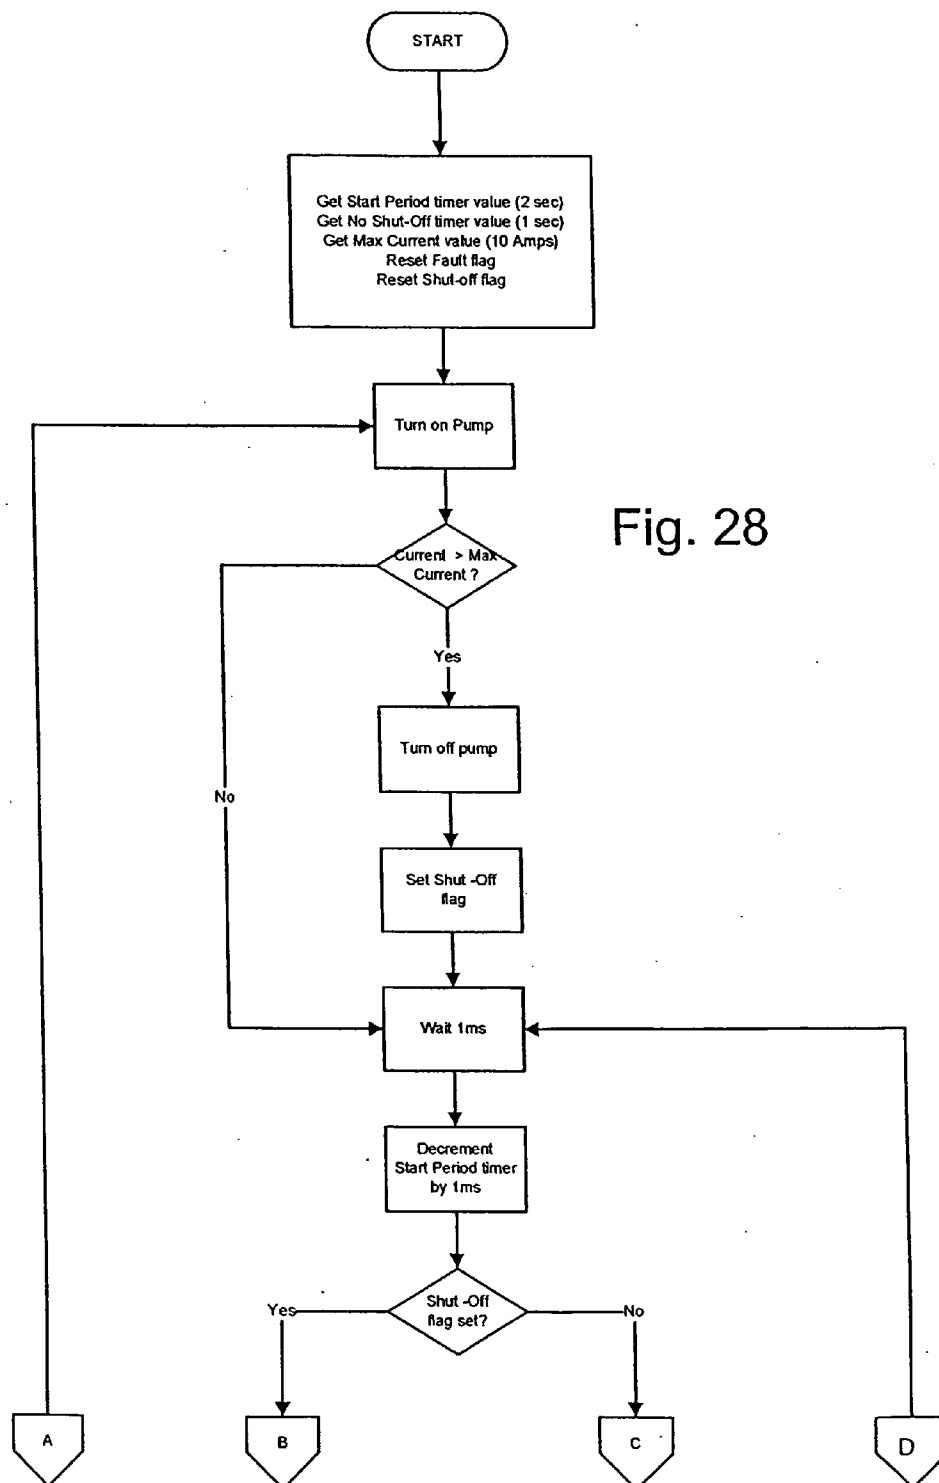 START
Get Start Period timer value (2 sec)
Get No Shut-Off timer value (1 sec)
Get Max Current value (10 Amps)
Reset Fault flag
Reset Shut-off flag
Turn on Pump
Fig. 28
Current > Max
Current ?
Yes
Turn off pump
No
Set Shut -Off
flag
Wait 1ms
Decrement
Start Period timer
by 1ms
Shut -Off
flag set?
Yes
No
A
B
C
D